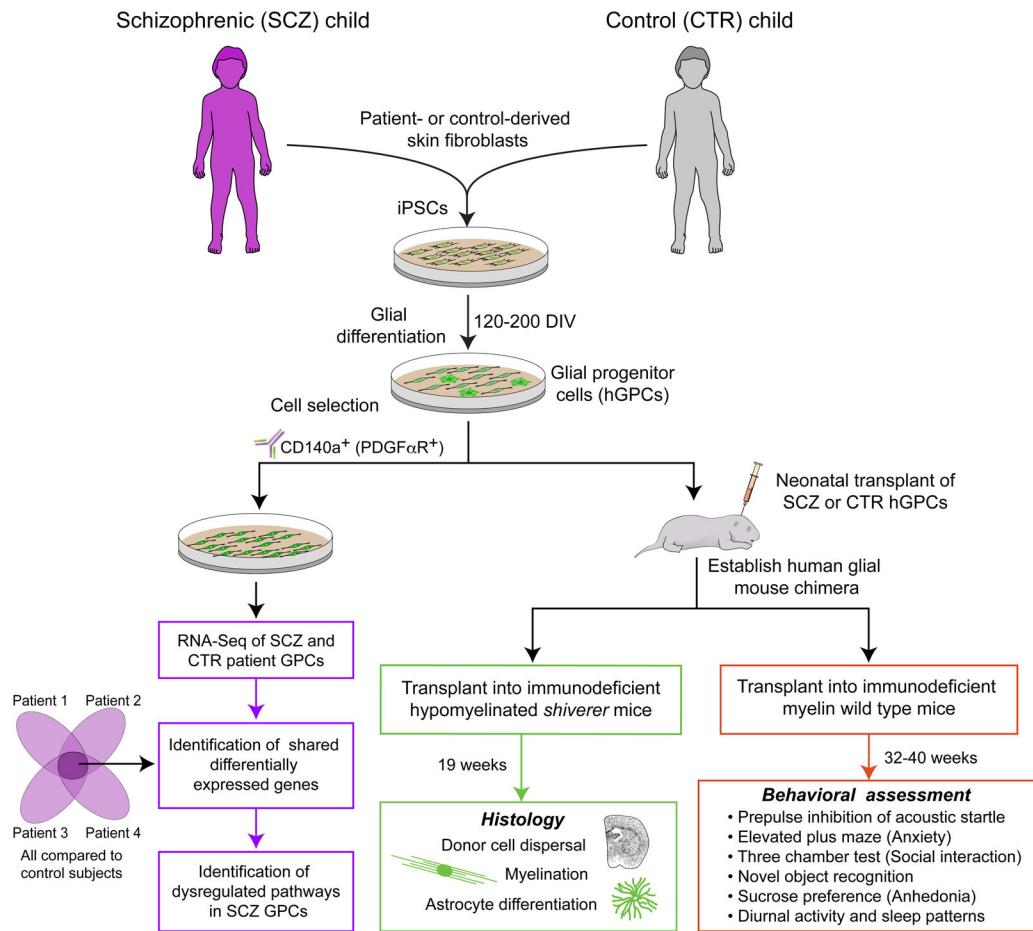 Schizophrenic (SCZ) child
Control (CTR) child
Patient- or control-derived
skin fibroblasts
iPSCs
Glial
differentiation
120-200 DIV
Glial progenitor
cells (hGPCs)
Cell selection
CD140a⁺ (PDGFαR⁺)
Neonatal transplant of
SCZ or CTR hGPCs
Establish human glial
mouse chimera
RNA-Seq of SCZ and
CTR patient GPCs
Patient 1
Patient 2
Patient 3
Patient 4
All compared to
control subjects
Identification of shared
differentially
expressed genes
Identification of
dysregulated pathways
in SCZ GPCs
Transplant into immunodeficient
hypomyelinated shiverer mice
19 weeks
Histology
Donor cell dispersal
Myelination
Astrocyte differentiation
Transplant into immunodeficient
myelin wild type mice
32-40 weeks
Behavioral assessment
• Prepulse inhibition of acoustic startle
• Elevated plus maze (Anxiety)
• Three chamber test (Social interaction)
• Novel object recognition
• Sucrose preference (Anhedonia)
• Diurnal activity and sleep patterns